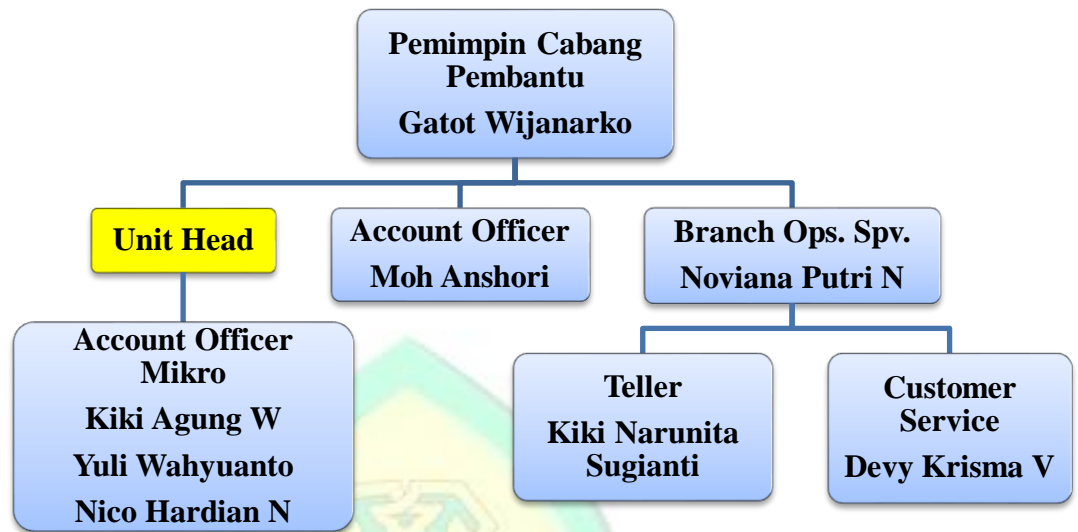 Pemimpin Cabang
Pembantu
Gatot Wijanarko
Unit Head
Account Officer
Moh Anshori
Branch Ops. Spv.
Noviana Putri N
Account Officer
Mikro
Kiki Agung W
Yuli Wahyuanto
Nico Hardian N
Teller
Kiki Narunita
Sugianti
Customer
Service
Devy Krisma V